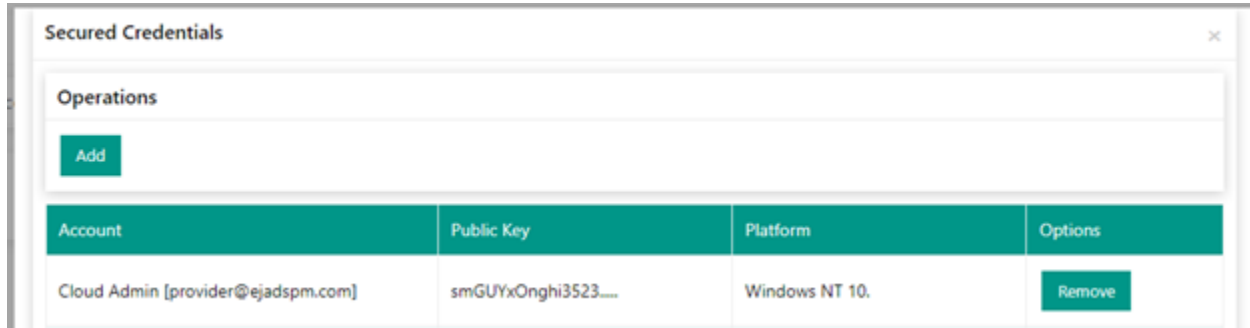 Secured Credentials ×
Operations
Add
Account Public Key Platform Options
Cloud Admin [provider@ejadspm.com] smGUYxOnghi3523..... Windows NT 10. Remove